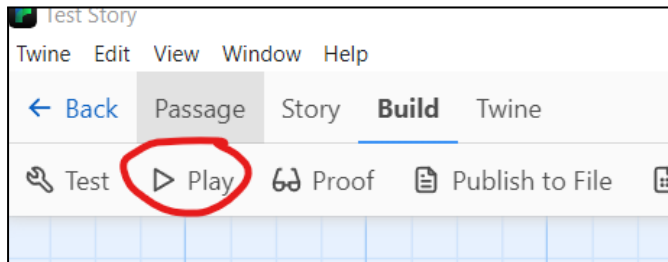 Test Story
Twine Edit View Window Help
← Back Passage Story Build Twine
Test Play Proof Publish to File